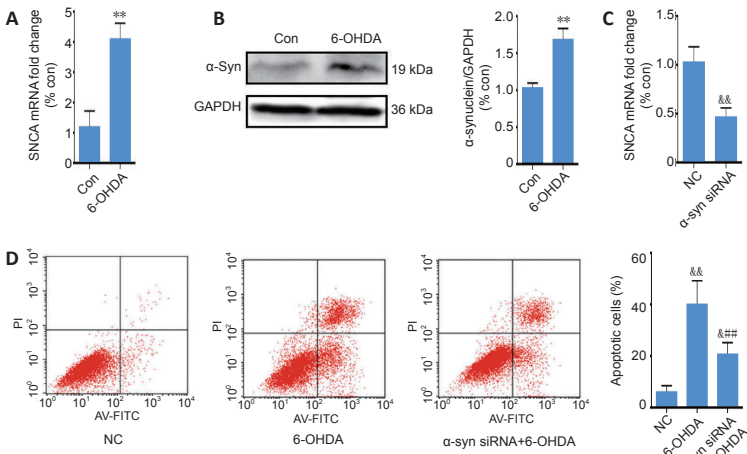 A
SNCA mRNA fold change
(% con)
5
4
3
2
1
0
**
Con
6-OHDA
B
Con
6-OHDA
α-Syn
19 kDa
GAPDH
36 kDa
α-synuclein/GAPDH
(% con)
2.0
1.5
1.0
0.5
0.0
**
Con
6-OHDA
C
SNCA mRNA fold change
(% con)
1.5
1.0
0.5
0.0
&&
NC
α-syn siRNA
D
PI
10⁴
10³
10²
10¹
10⁰
10⁰ 10¹ 10² 10³ 10⁴
AV-FITC
NC
PI
10⁴
10³
10²
10¹
10⁰
10⁰ 10¹ 10² 10³ 10⁴
AV-FITC
6-OHDA
PI
10⁴
10³
10²
10¹
10⁰
10⁰ 10¹ 10² 10³ 10⁴
AV-FITC
α-syn siRNA+6-OHDA
Apoptotic cells (%)
60
40
20
0
&&
&##
NC
6-OHDA
siRNA
OHDA